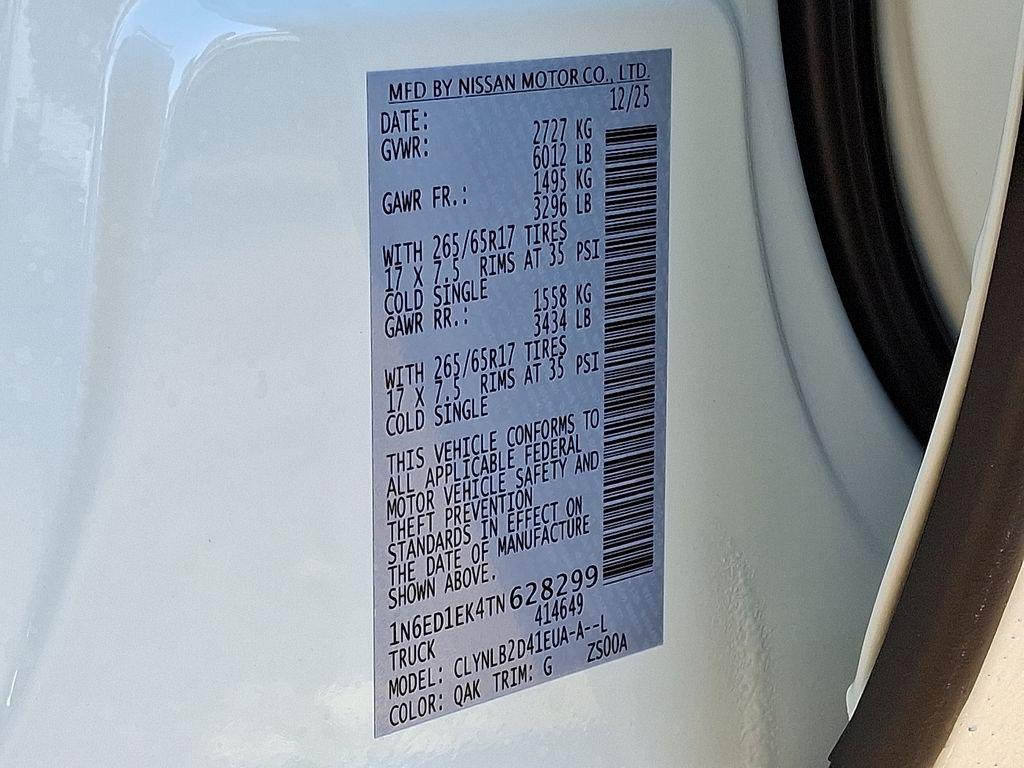 MFD BY NISSAN MOTOR CO., LTD.
DATE: 12/25
GVWR: 2727 KG
6012 LB
GAWR FR.: 1495 KG
3296 LB
WITH 265/65R17 TIRES
17 X 7.5 RIMS AT 35 PSI
COLD SINGLE
GAWR RR.: 1558 KG
3434 LB
WITH 265/65R17 TIRES
17 X 7.5 RIMS AT 35 PSI
COLD SINGLE
THIS VEHICLE CONFORMS TO
ALL APPLICABLE FEDERAL
MOTOR VEHICLE SAFETY AND
THEFT PREVENTION
STANDARDS IN EFFECT ON
THE DATE OF MANUFACTURE
SHOWN ABOVE.
1N6ED1EK4TN628299
TRUCK 414649
MODEL: CLYNLB2D41EUA-A--L
COLOR: QAK TRIM: G ZS00A